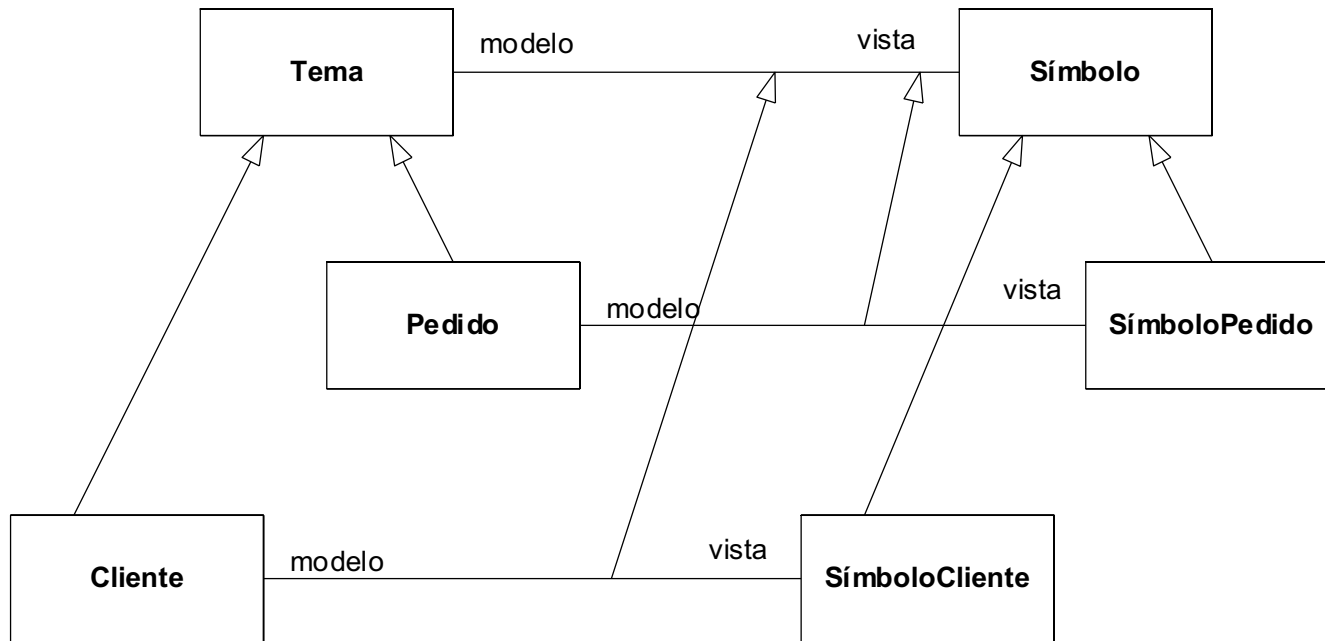 modelo
vista
Tema
Símbolo
Pedido
modelo
vista
SímboloPedido
Cliente
modelo
vista
SímboloCliente